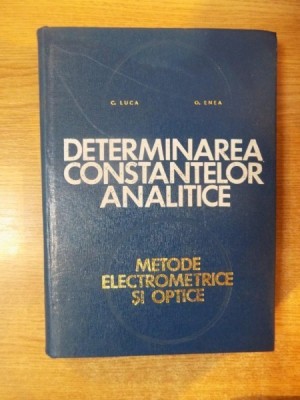 C. LUCA O. ENEA
DETERMINAREA
CONSTANTELOR
ANALITICE
METODE
ELECTROMETRICE
ȘI OPTICE